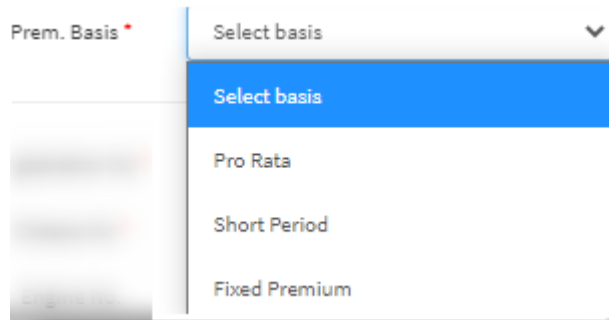 Prem. Basis * Select basis
Select basis
Pro Rata
Short Period
Fixed Premium